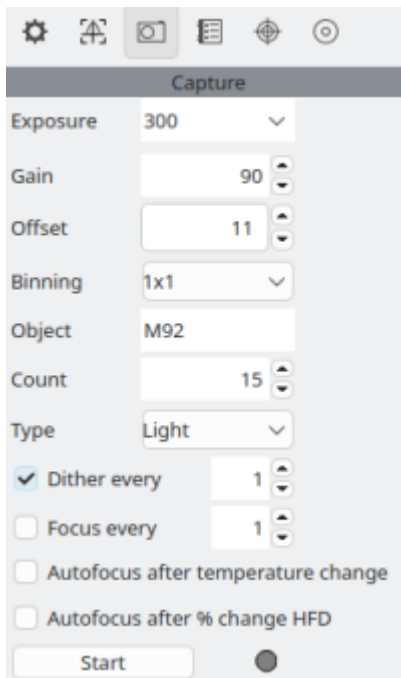 Capture
Exposure 300
Gain 90
Offset 11
Binning 1x1
Object M92
Count 15
Type Light
Dither every 1
Focus every 1
Autofocus after temperature change
Autofocus after % change HFD
Start